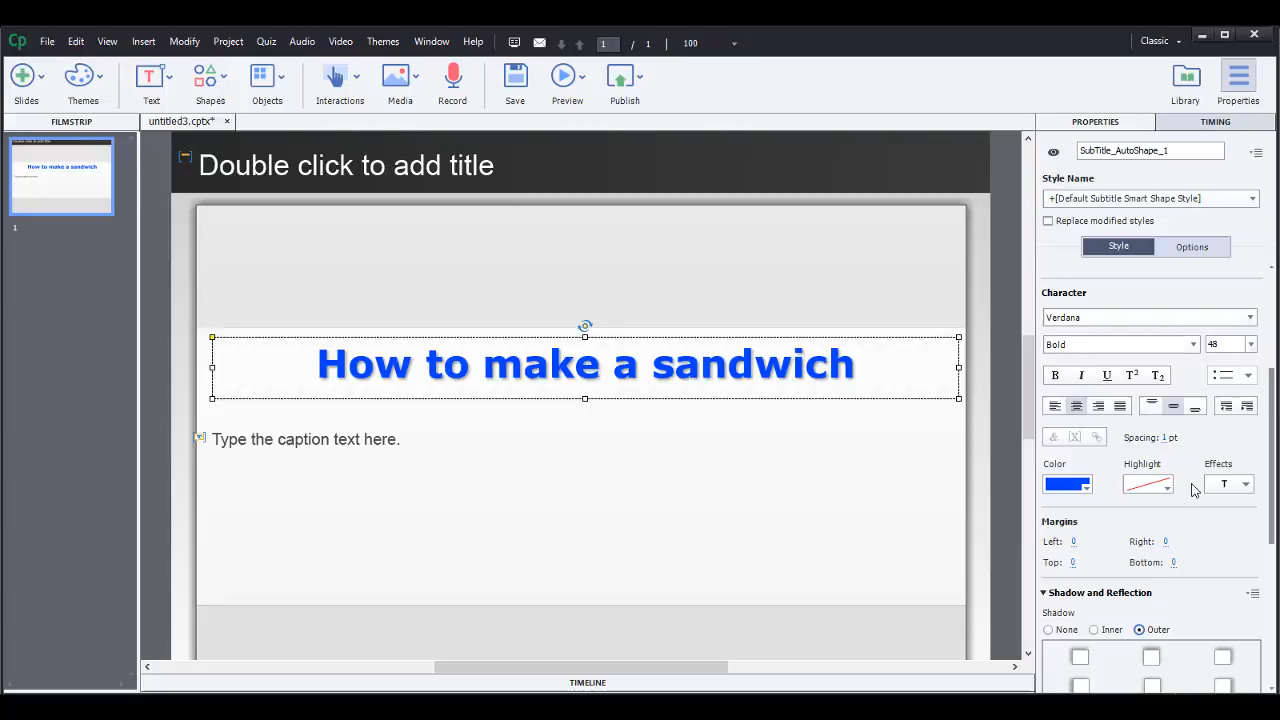 Cp File Edit View Insert Modify Project Quiz Audio Video Themes Window Help 1 / 1 100 Classic
Slides Themes Text Shapes Objects Interactions Media Record Save Preview Publish Library Properties
FILMSTRIP untitled3.cptx* × PROPERTIES TIMING
Double click to add title
How to make a sandwich
Type the caption text here.
1
SubTitle_AutoShape_1
Style Name
+[Default Subtitle Smart Shape Style]
Replace modified styles
Style Options
Character
Verdana
Bold 48
B I U T² T₂
Spacing: 1 pt
Color Highlight Effects
T
Margins
Left: 0 Right: 0
Top: 0 Bottom: 0
Shadow and Reflection
Shadow
None Inner Outer
TIMELINE